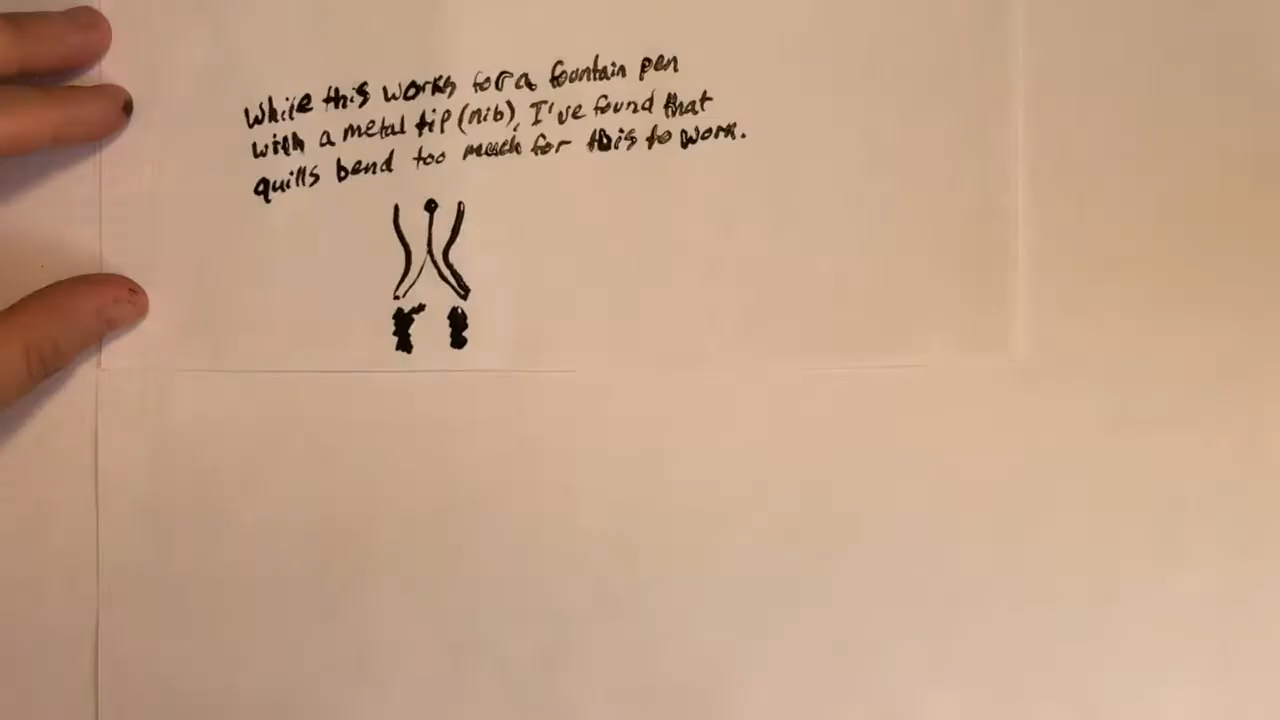 While this works for a fountain pen
with a metal tip (nib), I've found that
quills bend too much for this to work.